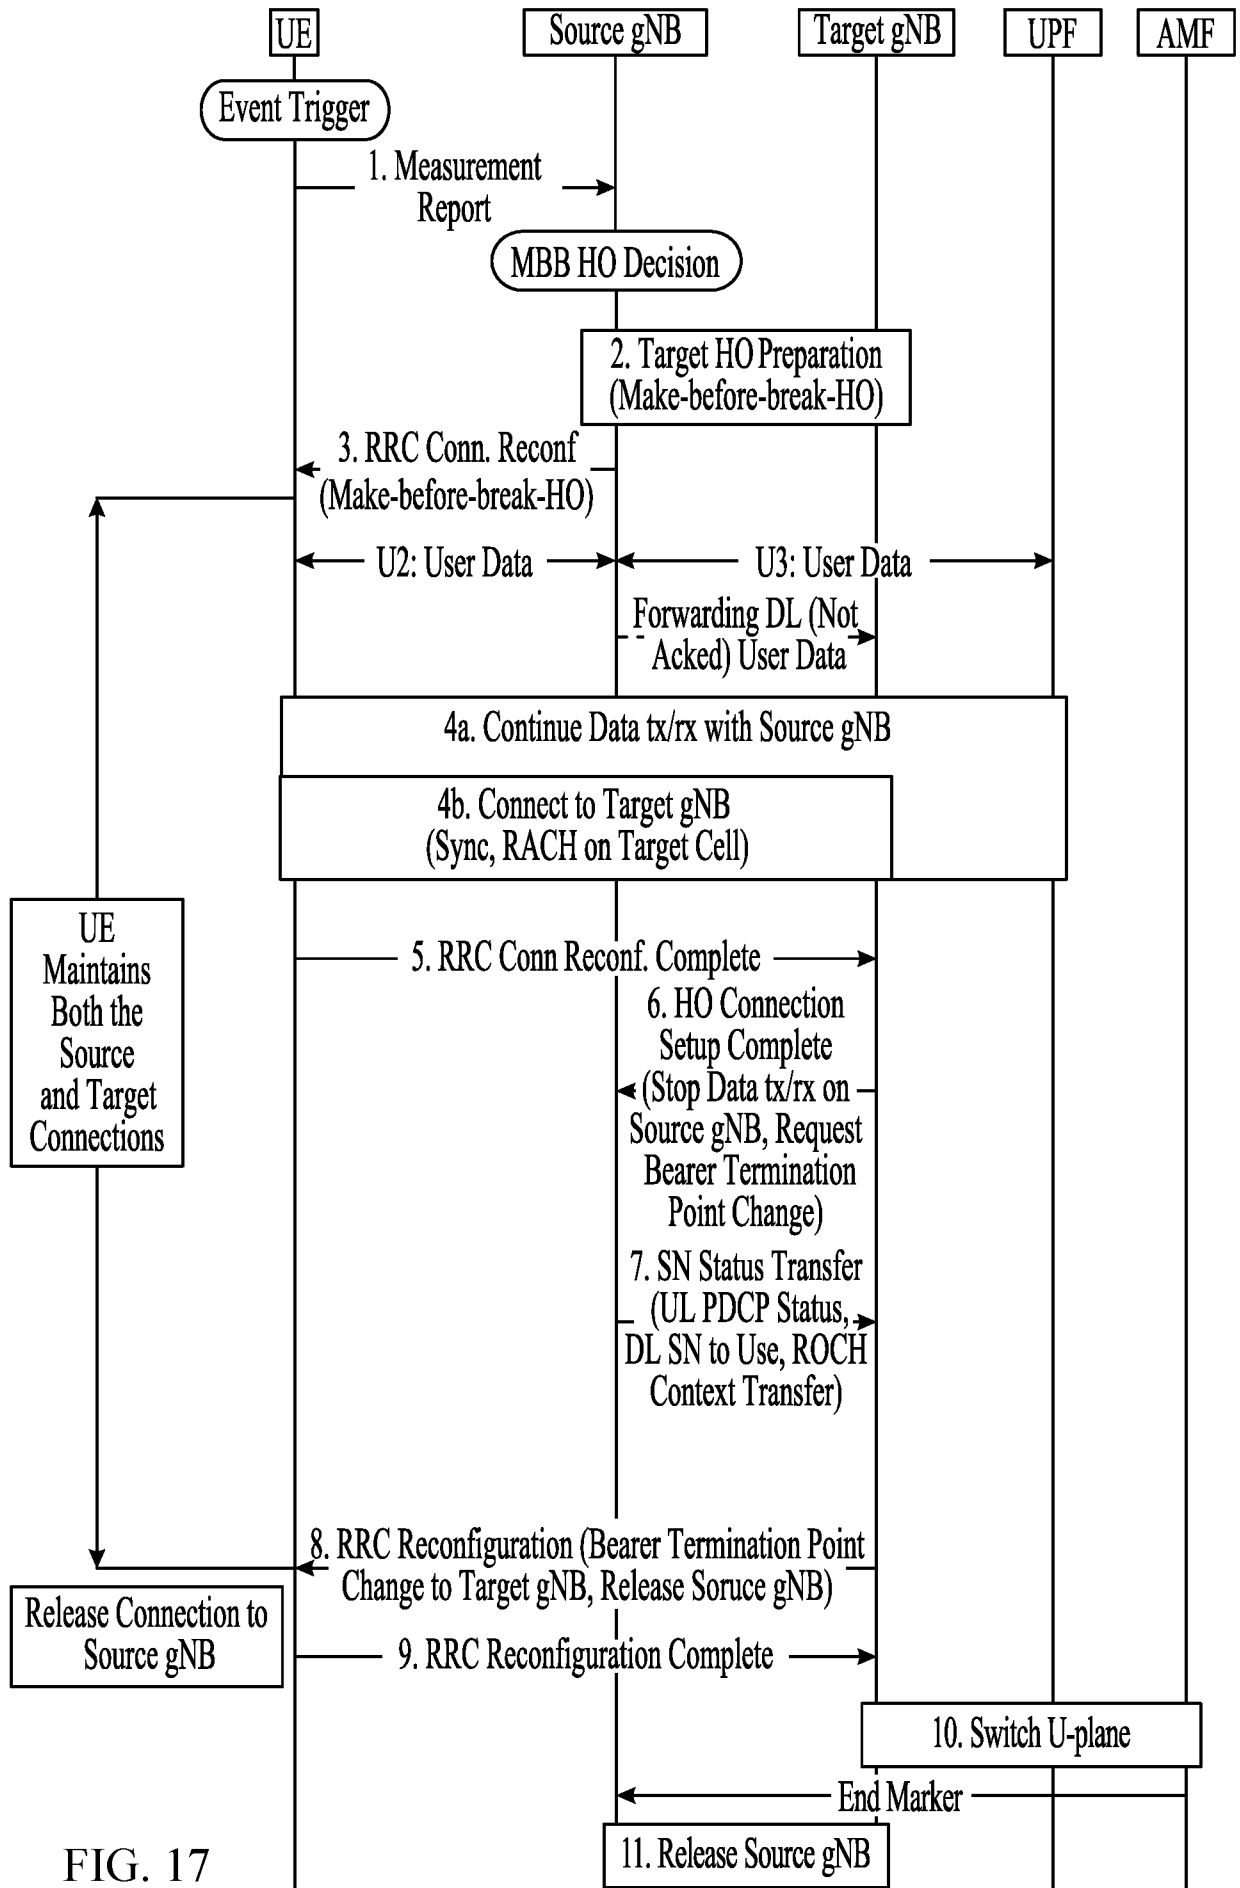 UE
Source gNB
Target gNB
UPF
AMF
Event Trigger
1. Measurement
Report
MBB HO Decision
2. Target HO Preparation
(Make-before-break-HO)
3. RRC Conn. Reconf
(Make-before-break-HO)
U2: User Data
U3: User Data
Forwarding DL (Not
Acked) User Data
4a. Continue Data tx/rx with Source gNB
4b. Connect to Target gNB
(Sync, RACH on Target Cell)
UE
Maintains
Both the
Source
and Target
Connections
5. RRC Conn Reconf. Complete
6. HO Connection
Setup Complete
(Stop Data tx/rx on
Source gNB, Request
Bearer Termination
Point Change)
7. SN Status Transfer
(UL PDCP Status,
DL SN to Use, ROCH
Context Transfer)
8. RRC Reconfiguration (Bearer Termination Point
Change to Target gNB, Release Soruce gNB)
Release Connection to
Source gNB
9. RRC Reconfiguration Complete
10. Switch U-plane
End Marker
11. Release Source gNB
FIG. 17